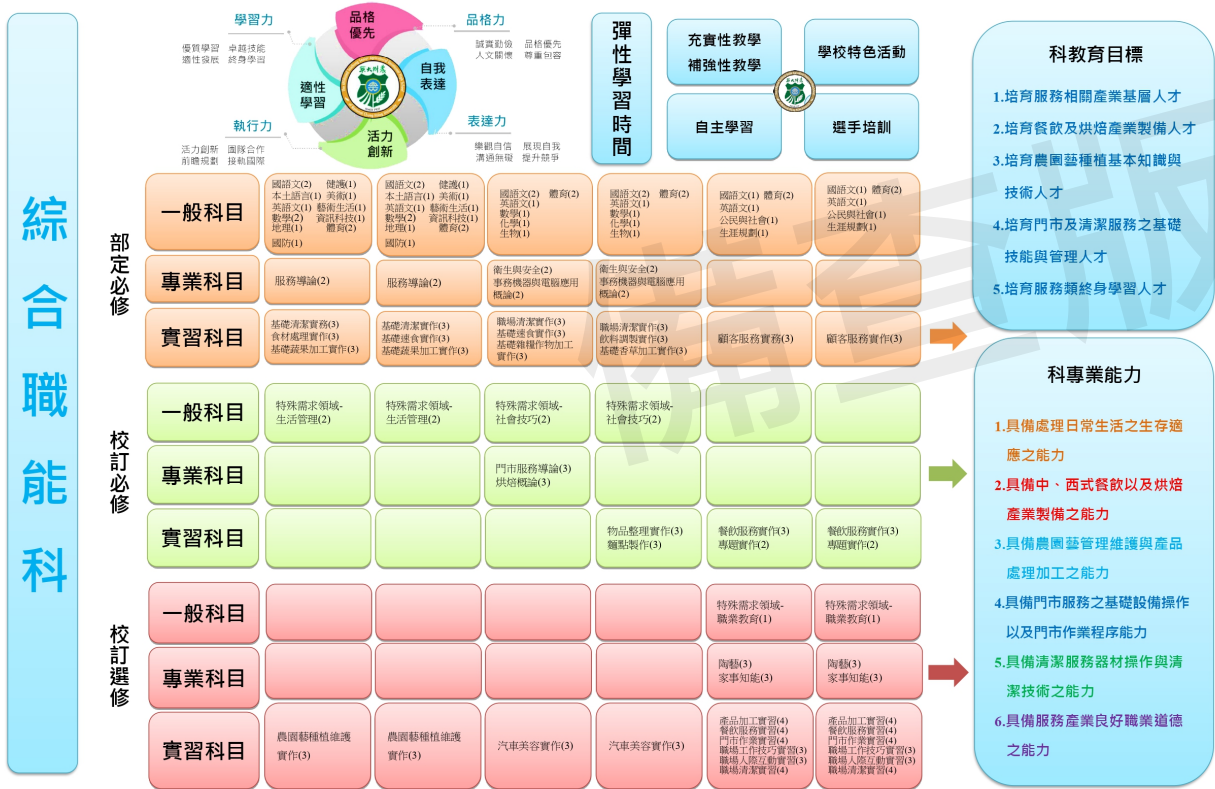 綜合職能科
學習力
優質學習 卓越技能
適性發展 終身學習
品格優先
品格力
誠實勤儉 品格優先
人文關懷 尊重包容
適性學習
自我表達
執行力
活力創新 團隊合作
前瞻規劃 接軌國際
活力創新
表達力
樂觀自信 展現自我
溝通無礙 提升競爭
彈性學習時間
充實性教學
補強性教學
學校特色活動
自主學習
選手培訓
部定必修
一般科目
國語文(2) 健護(1)
本土語言(1) 美術(1)
英語文(1) 藝術生活(1)
數學(2) 資訊科技(1)
地理(1) 體育(2)
國防(1)
國語文(2) 健護(1)
本土語言(1) 美術(1)
英語文(1) 藝術生活(1)
數學(2) 資訊科技(1)
地理(1) 體育(2)
國防(1)
國語文(2) 體育(2)
英語文(1)
數學(1)
化學(1)
生物(1)
國語文(2) 體育(2)
英語文(1)
數學(1)
化學(1)
生物(1)
國語文(1) 體育(2)
英語文(1)
公民與社會(1)
生涯規劃(1)
國語文(1) 體育(2)
英語文(1)
公民與社會(1)
生涯規劃(1)
專業科目
服務導論(2)
服務導論(2)
衛生與安全(2)
事務機器與電腦應用
概論(2)
衛生與安全(2)
事務機器與電腦應用
概論(2)
實習科目
基礎清潔實務(3)
食材處理實作(3)
基礎蔬果加工實作(3)
基礎清潔實作(3)
基礎速食實作(3)
基礎蔬果加工實作(3)
職場清潔實作(3)
基礎速食實作(3)
基礎雜糧作物加工
實作(3)
職場清潔實作(3)
飲料調製實作(3)
基礎香草加工實作(3)
顧客服務實務(3)
顧客服務實作(3)
校訂必修
一般科目
特殊需求領域-
生活管理(2)
特殊需求領域-
生活管理(2)
特殊需求領域-
社會技巧(2)
特殊需求領域-
社會技巧(2)
專業科目
門市服務導論(3)
烘焙概論(3)
實習科目
物品整理實作(3)
麵點製作(3)
餐飲服務實作(3)
專題實作(2)
餐飲服務實作(3)
專題實作(2)
校訂選修
一般科目
特殊需求領域-
職業教育(1)
特殊需求領域-
職業教育(1)
專業科目
陶藝(3)
家事知能(3)
陶藝(3)
家事知能(3)
實習科目
農園藝種植維護
實作(3)
農園藝種植維護
實作(3)
汽車美容實作(3)
汽車美容實作(3)
產品加工實習(4)
餐飲服務實習(4)
門市作業實習(4)
職場工作技巧實習(3)
職場人際互動實習(3)
職場清潔實習(4)
產品加工實習(4)
餐飲服務實習(4)
門市作業實習(4)
職場工作技巧實習(3)
職場人際互動實習(3)
職場清潔實習(4)
科教育目標
1.培育服務相關產業基層人才
2.培育餐飲及烘焙產業製備人才
3.培育農園藝種植基本知識與
技術人才
4.培育門市及清潔服務之基礎
技能與管理人才
5.培育服務類終身學習人才
科專業能力
1.具備處理日常生活之生存適
應之能力
2.具備中、西式餐飲以及烘焙
產業製備之能力
3.具備農園藝管理維護與產品
處理加工之能力
4.具備門市服務之基礎設備操作
以及門市作業程序能力
5.具備清潔服務器材操作與清
潔技術之能力
6.具備服務產業良好職業道德
之能力
備查版